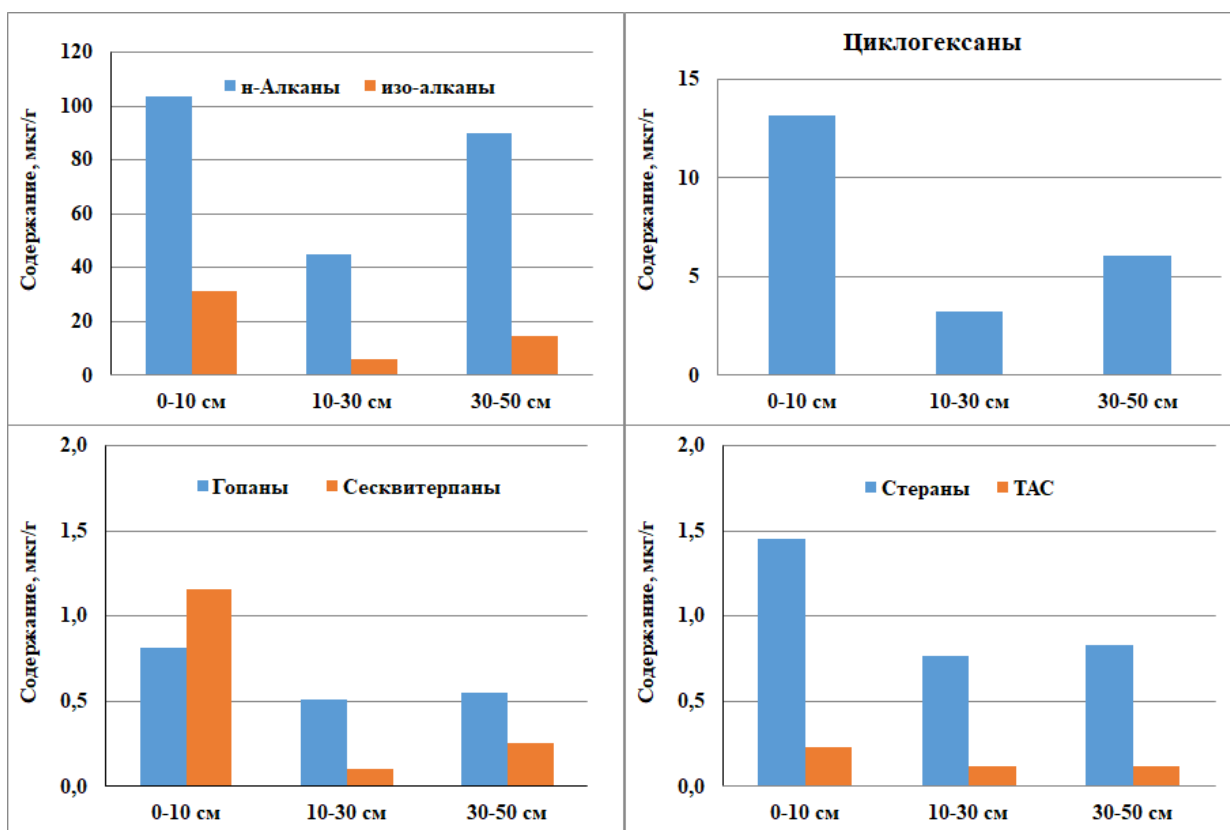 120
100
80
60
40
20
0
Содержание, мкг/г
н-Алканы
изо-алканы
0-10 см
10-30 см
30-50 см
Циклогексаны
15
10
5
0
Содержание, мкг/г
0-10 см
10-30 см
30-50 см
2,0
1,5
1,0
0,5
0,0
Содержание, мкг/г
Гопаны
Сесквитерпаны
0-10 см
10-30 см
30-50 см
2,0
1,5
1,0
0,5
0,0
Содержание, мкг/г
Стераны
ТАС
0-10 см
10-30 см
30-50 см